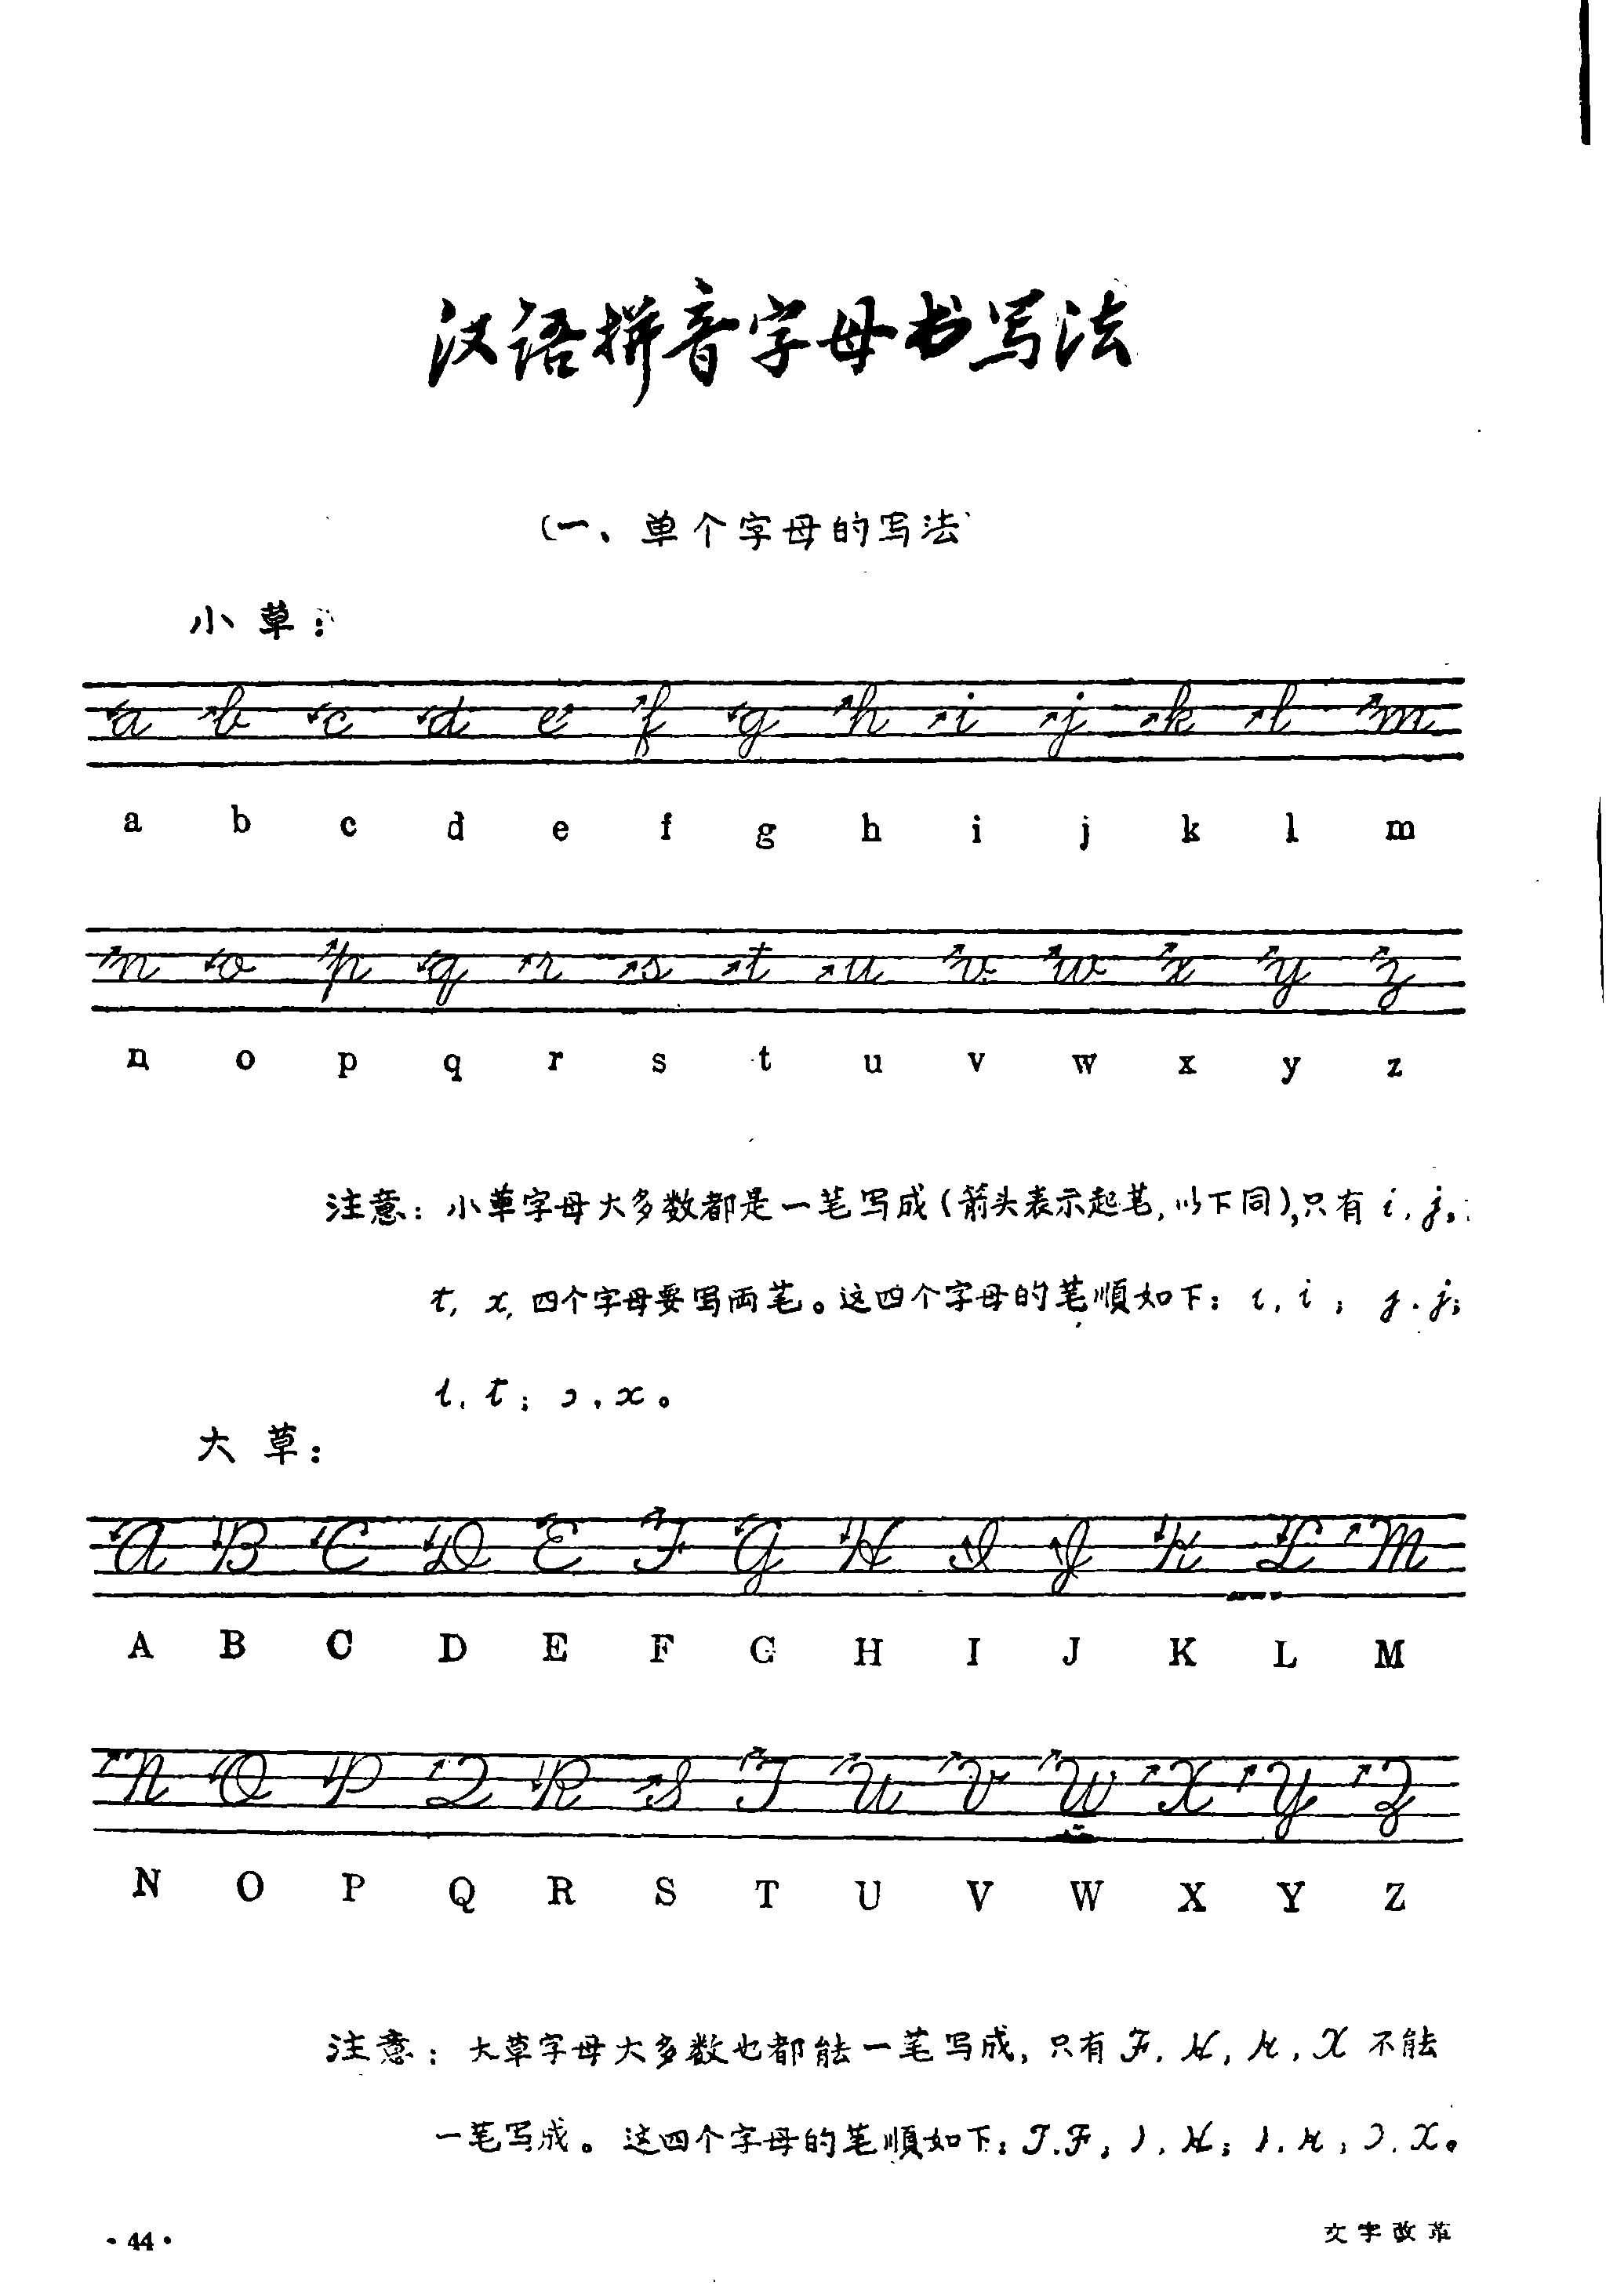 汉语拼音字母书写法
(一、单个字母的写法
小草:
a b c d e f g h i j k l m
a b c d e f g h i j k l m
n o p q r s t u v w x y z
n o p q r s t u v w x y z
注意: 小草字母大多数都是一笔写成(箭头表示起笔,以下同),只有 i, j,
t, x, 四个字母要写两笔。这四个字母的笔順如下: ı, i; ȷ, j;
l, t; ɔ, x。
大草:
A B C D E F G H I J K L M
A B C D E F G H I J K L M
N O P Q R S T U V W X Y Z
N O P Q R S T U V W X Y Z
注意: 大草字母大多数也都能一笔写成, 只有 F, H, K, X 不能
一笔写成。这四个字母的笔順如下: T, F; ), H; ), K; ɔ, X。
·44·
文字改革